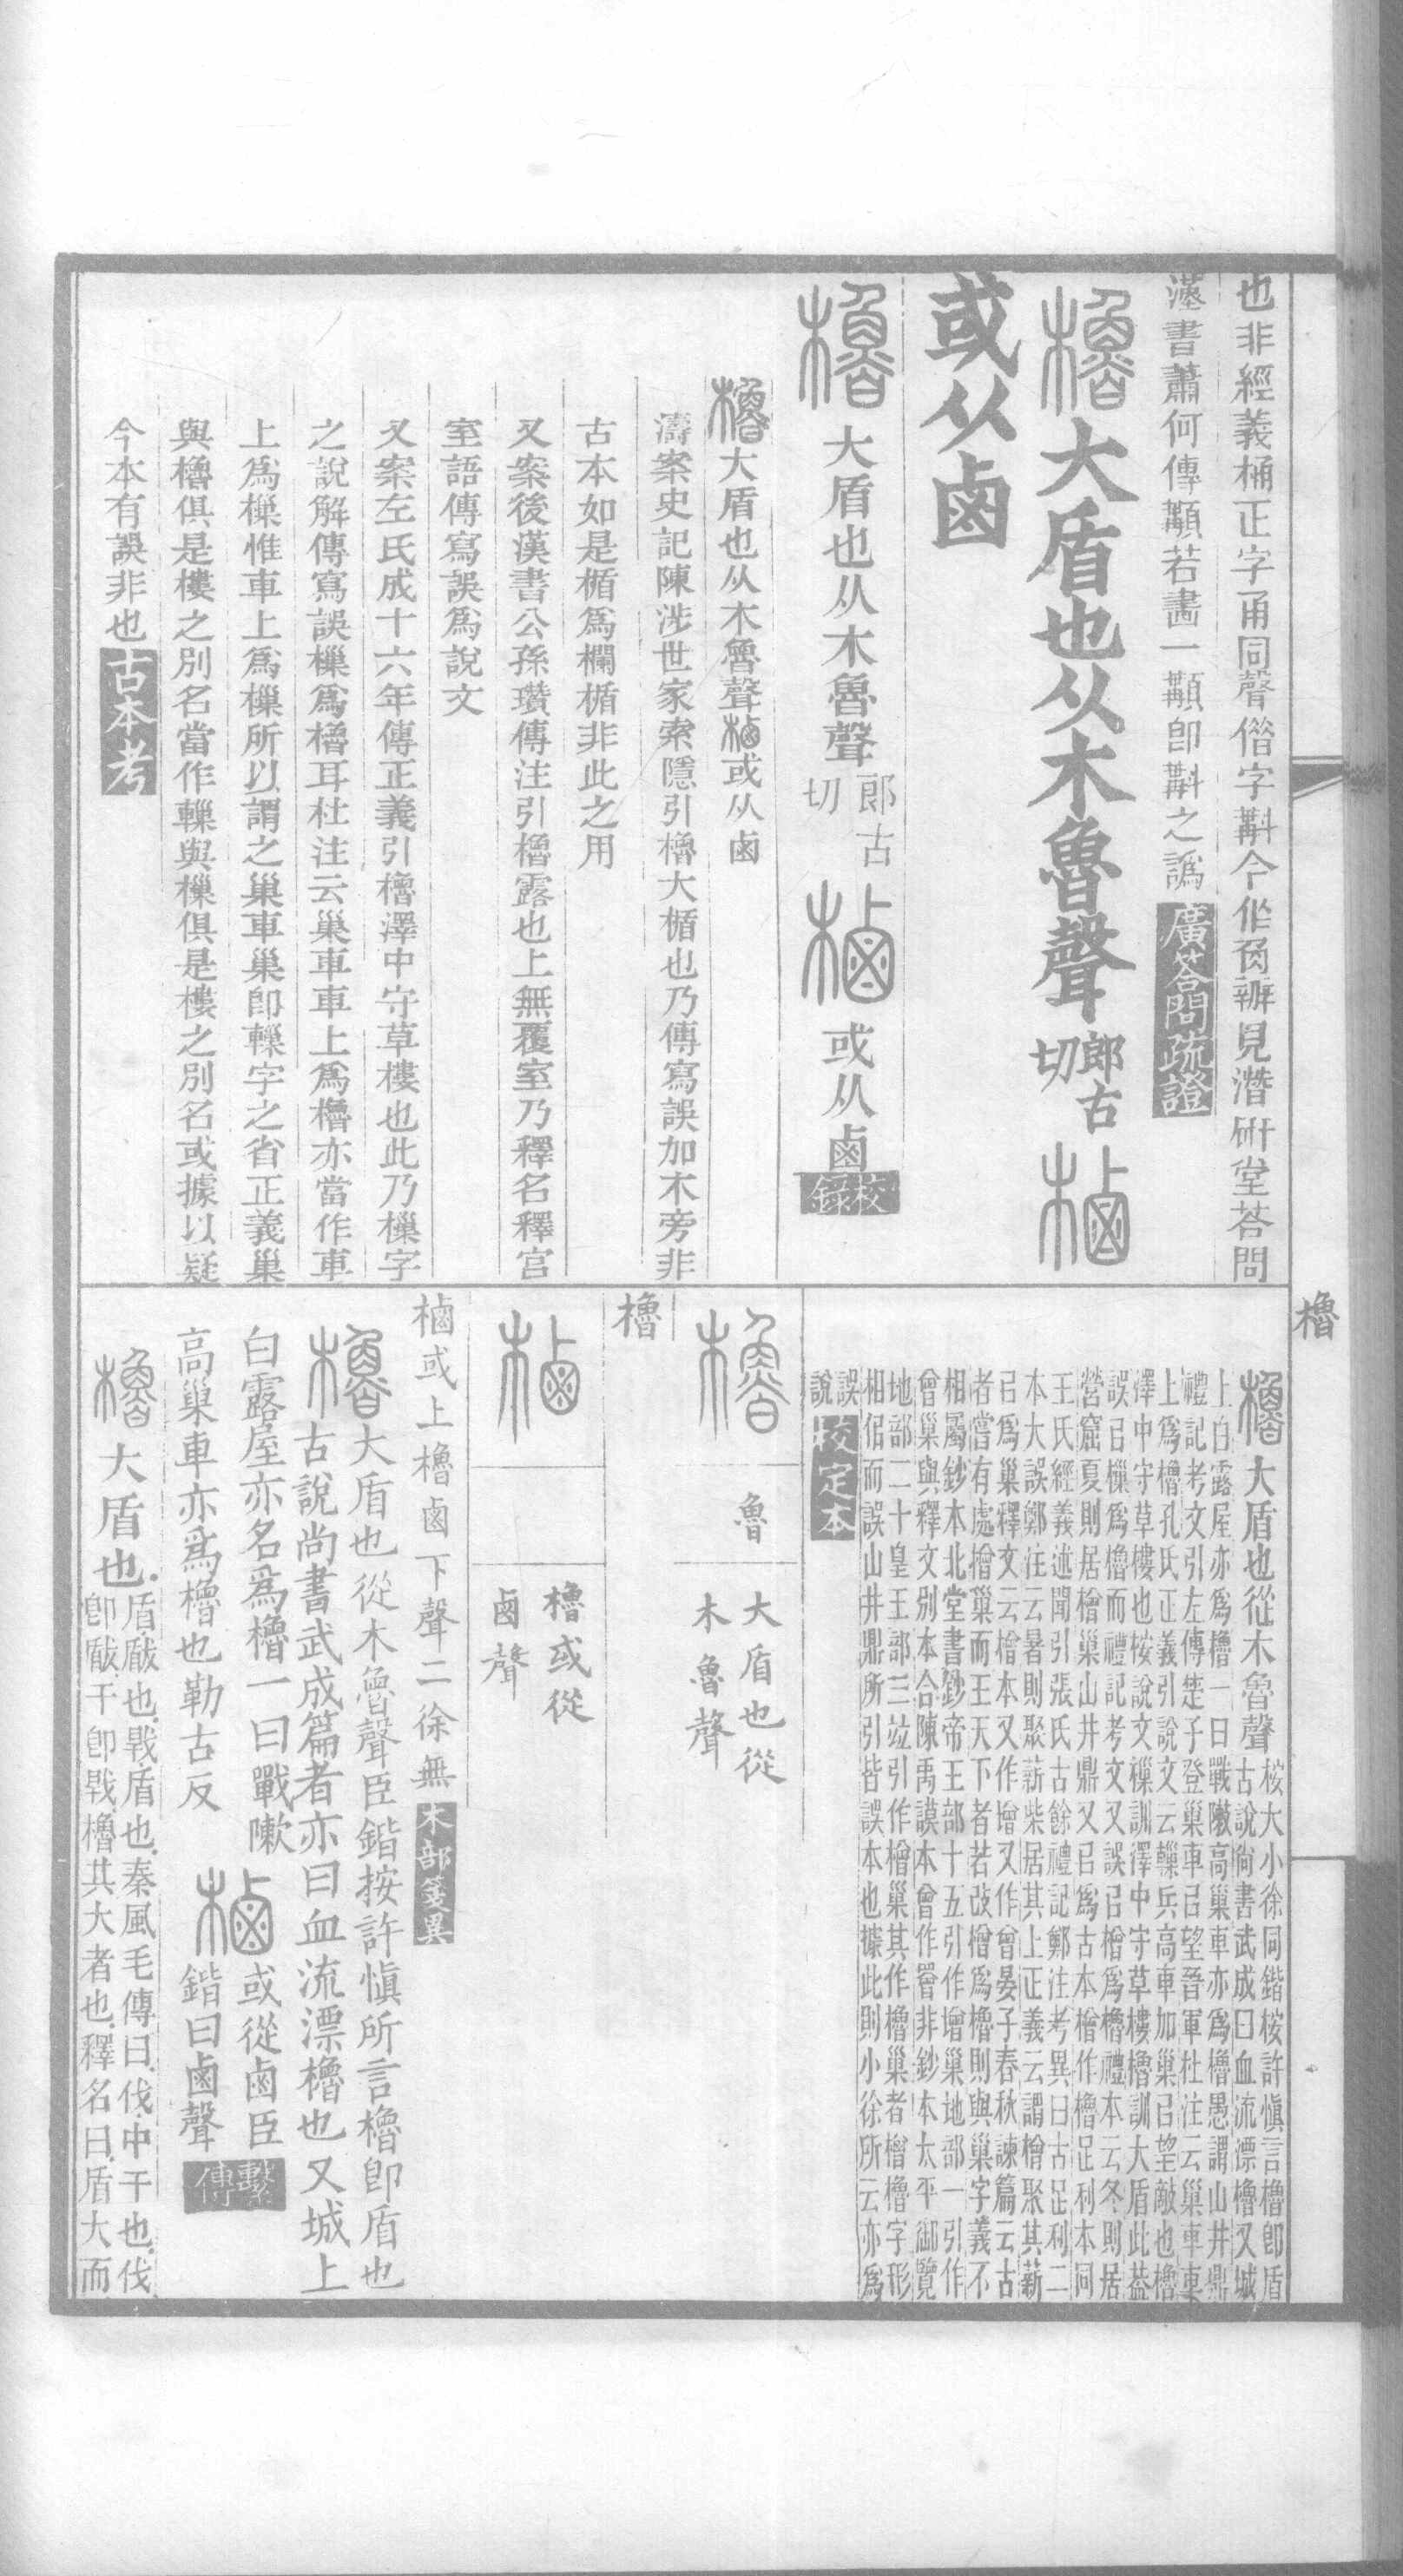 也非經義桶正字甬同聲偕字斠今作
見潛研堂荅問
漢書蕭何傳顜若畫一顜卽斠之譌廣答問疏證
櫓大盾也从木魯聲郎古切樐
或从鹵
櫓大盾也从木魯聲郎古切樐或从鹵校錄
櫓大盾也从木魯聲樐或从鹵
濤案史記陳涉世家索隱引櫓大楯也乃傳寫誤加木旁非
古本如是楯爲欄楯非此之用
又案後漢書公孫瓚傳注引櫓露也上無覆室乃釋名釋宮
室語傳寫誤爲說文
又案左氏成十六年傳正義引櫓澤中守草樓也此乃樔字
之說解傳寫誤樔爲櫓耳杜注云巢車車上爲櫓亦當作車
上爲樔惟車上爲樔所以謂之巢車巢卽轈字之省正義巢
與櫓俱是樓之別名當作轈與樔俱是樓之別名或據以疑
今本有誤非也古本考
櫓
櫓大盾也從木魯聲
桉大小徐同鍇桉許愼言櫓卽盾
古說尙書武成曰血流漂櫓又城
上白露屋亦爲櫓一曰戰陳高巢車亦爲櫓愚謂山井鼎
禮記考文引左傳楚子登巢車㠯望晉軍杜注云巢車車
上爲櫓孔氏正義引說文云轈兵高車加巢㠯望敵也櫓
澤中守草樓也桉說文樔訓澤中守草樓櫓訓大盾此葢
誤㠯樔爲櫓而禮記考文又誤㠯橧爲櫓禮本云冬則居
營窟夏則居橧巢山井鼎又㠯爲古本橧作櫓足利本同
王氏經義述聞引張氏古餘禮記鄭注考異曰古足利二
本大誤鄭注云暑則聚薪柴居其上正義云謂橧聚其薪
㠯爲巢釋文云橧本又作增又作曾晏子春秋諫篇云古
者嘗有處橧巢而王天下者若改橧爲櫓則與巢字義不
相屬鈔本北堂書鈔帝王部十五引作增巢地部一引作
曾巢與釋文別本合陳禹謨本曾作罾非鈔本太平御覽
地部二十皇王部三竝引作橧巢其作櫓巢者橧櫓字形
相佀而誤山井鼎所引皆誤本也據此則小徐所云亦爲
誤說校定本
櫓 魯 大盾也從木魯聲
櫓
樐 櫓或從鹵聲
樐或上櫓鹵下聲二徐無木部箋異
櫓大盾也從木魯聲臣鍇按許愼所言櫓卽盾也
古說尚書武成篇者亦曰血流漂櫓也又城上
白露屋亦名爲櫓一曰戰𠻳樐或從鹵臣
高巢車亦爲櫓也勒古反鍇曰鹵聲繫傳
櫓大盾也
盾瞂也戰盾也秦風毛傳曰伐中干也伐
卽瞂干卽戰櫓其大者也釋名曰盾大而